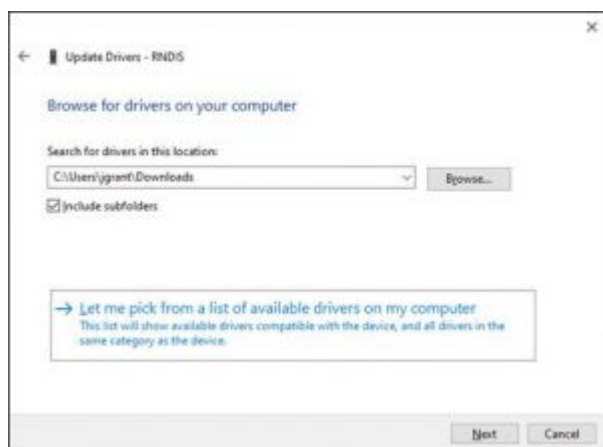 Update Drivers - RNDIS
Browse for drivers on your computer
Search for drivers in this location:
C:\Users\jgrant\Downloads
Browse...
Include subfolders
Let me pick from a list of available drivers on my computer
This list will show available drivers compatible with the device, and all drivers in the
same category as the device.
Next
Cancel